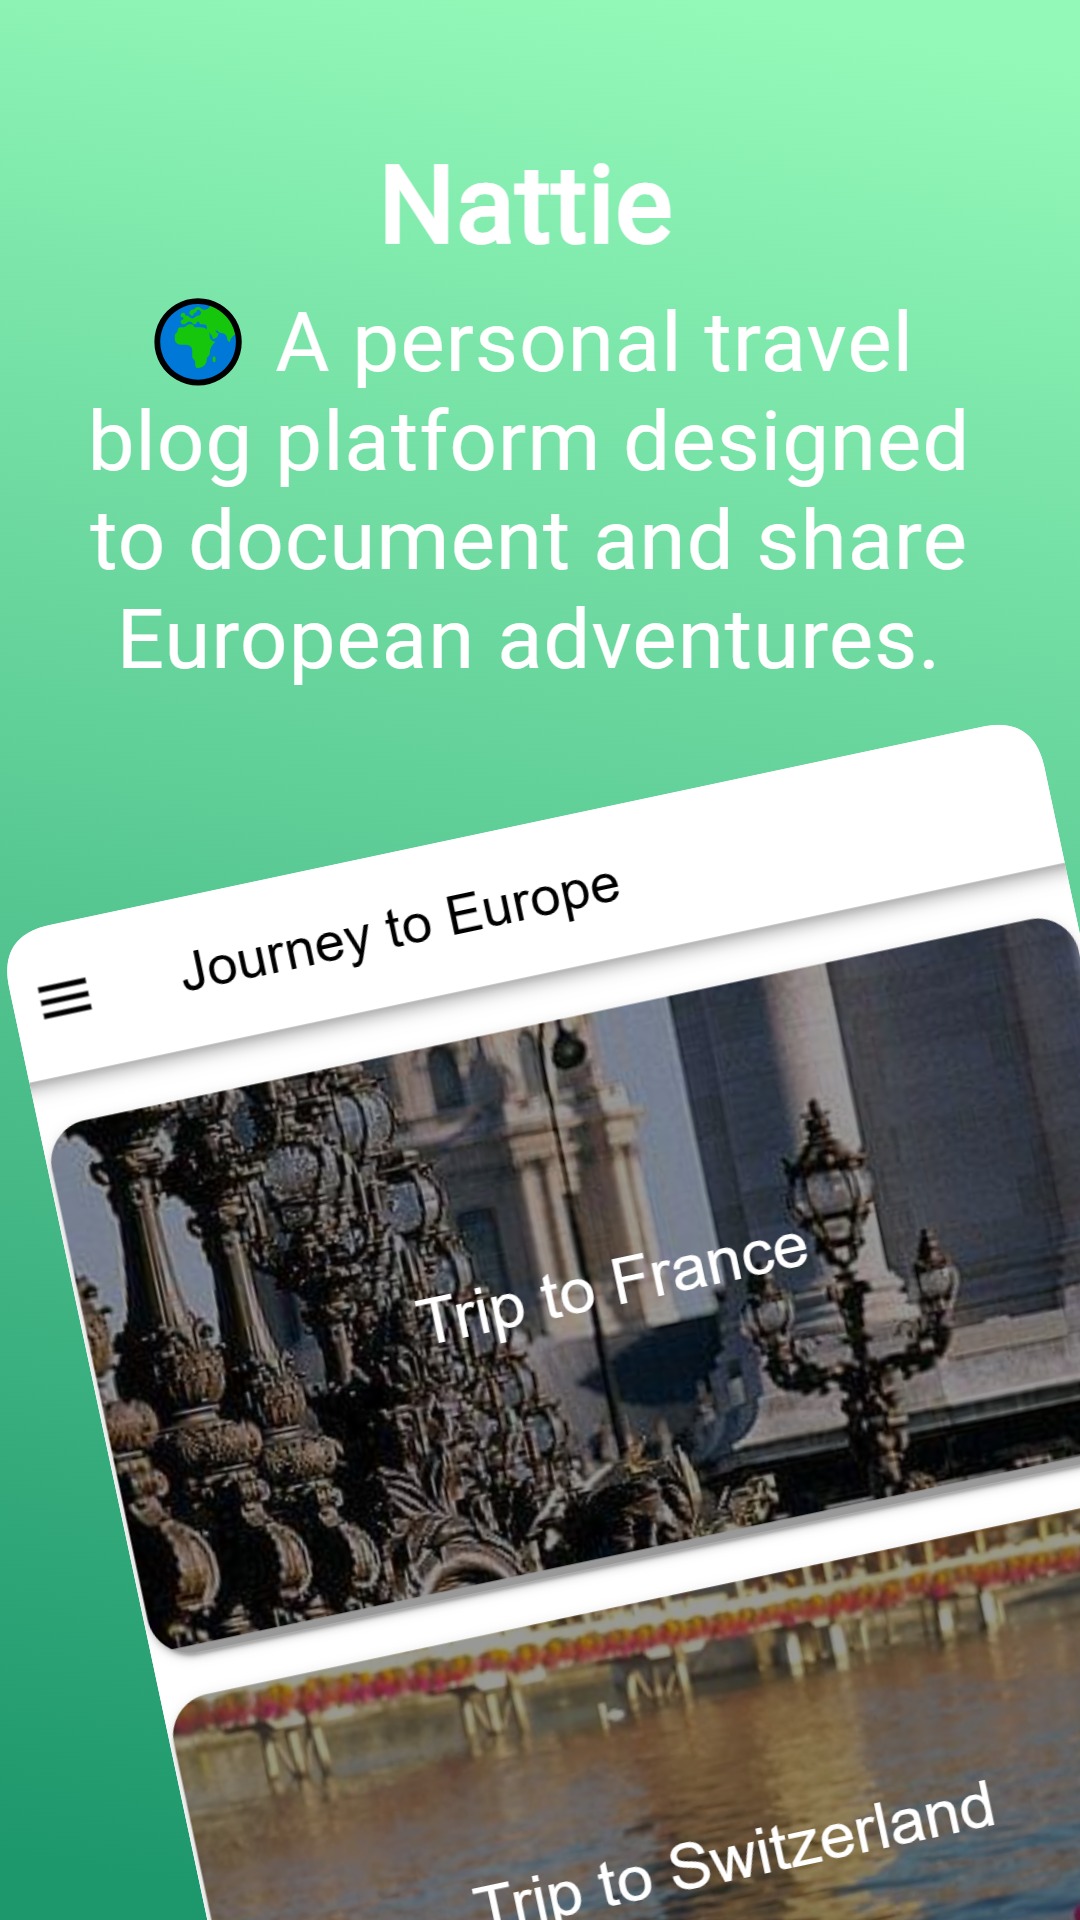 Nattie
🌍 A personal travel
blog platform designed
to document and share
European adventures.
Journey to Europe
Trip to France
Trip to Switzerland